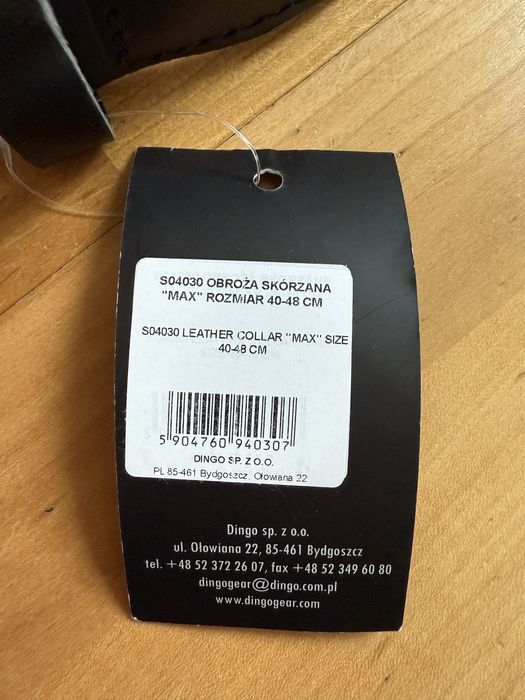 S04030 OBROŻA SKÓRZANA
"MAX" ROZMIAR 40-48 CM
S04030 LEATHER COLLAR "MAX" SIZE
40-48 CM
5 904760 940307
DINGO SP. Z O.O.
PL 85-461 Bydgoszcz, Ołowiana 22
Dingo sp. z o.o.
ul. Ołowiana 22, 85-461 Bydgoszcz
tel. +48 52 372 26 07, fax +48 52 349 60 80
dingogear@dingo.com.pl
www.dingogear.com